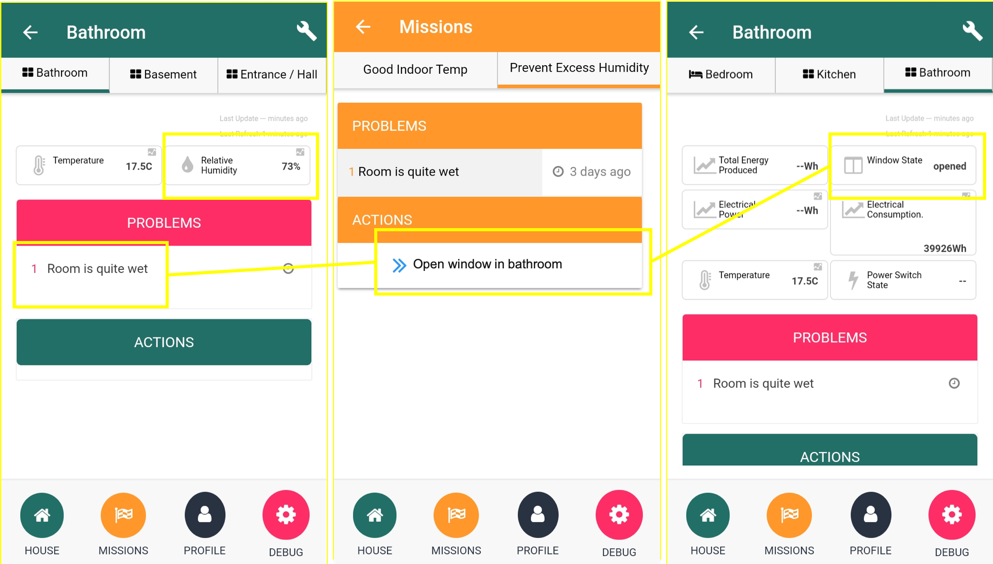 Bathroom
Bathroom
Basement
Entrance / Hall
Last Update -- minutes ago
Temperature
17.5C
Relative
Humidity
73%
PROBLEMS
1 Room is quite wet
ACTIONS
HOUSE
MISSIONS
PROFILE
DEBUG
Missions
Good Indoor Temp
Prevent Excess Humidity
PROBLEMS
1 Room is quite wet
3 days ago
ACTIONS
Open window in bathroom
HOUSE
MISSIONS
PROFILE
DEBUG
Bathroom
Bedroom
Kitchen
Bathroom
Last Update -- minutes ago
Total Energy
Produced
--Wh
Window State
opened
Electrical
Power
--Wh
Electrical
Consumption.
39926Wh
Temperature
17.5C
Power Switch
State
--
PROBLEMS
1 Room is quite wet
ACTIONS
HOUSE
MISSIONS
PROFILE
DEBUG